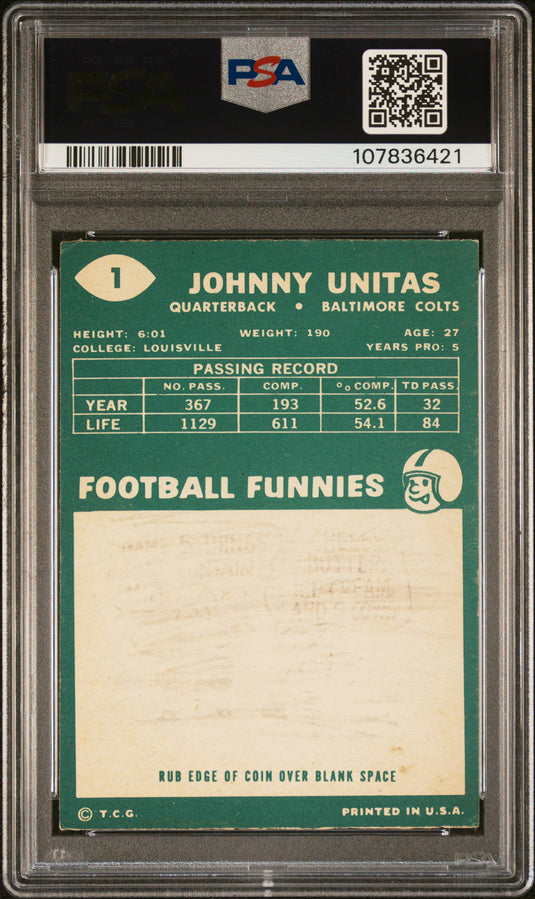 PSA
107836421
1
JOHNNY UNITAS
QUARTERBACK • BALTIMORE COLTS
HEIGHT: 6:01 WEIGHT: 190 AGE: 27
COLLEGE: LOUISVILLE YEARS PRO: 5
PASSING RECORD
NO. PASS. COMP. % COMP. TD PASS.
YEAR 367 193 52.6 32
LIFE 1129 611 54.1 84
FOOTBALL FUNNIES
RUB EDGE OF COIN OVER BLANK SPACE
© T.C.G. PRINTED IN U.S.A.
PSA